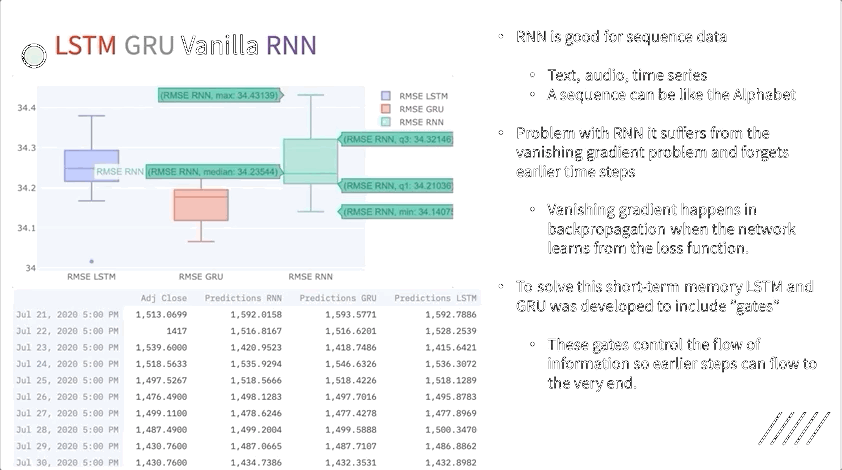 LSTM GRU Vanilla RNN
(RMSE RNN, max: 34.43139)
RMSE LSTM
RMSE GRU
RMSE RNN
34.4
34.3
34.2
34.1
34
(RMSE RNN, q3: 34.32146
RMSE RNN
(RMSE RNN, median: 34.23544)
(RMSE RNN, q1: 34.21036
(RMSE RNN, min: 34.1407
RMSE LSTM RMSE GRU RMSE RNN
Adj Close Predictions RNN Predictions GRU Predictions LSTM
Jul 21, 2020 5:00 PM 1,513.0699 1,592.0158 1,593.5771 1,592.7886
Jul 22, 2020 5:00 PM 1417 1,516.8167 1,516.6201 1,528.2539
Jul 23, 2020 5:00 PM 1,539.6000 1,420.9523 1,418.7486 1,415.6421
Jul 24, 2020 5:00 PM 1,518.5633 1,535.9294 1,546.6326 1,536.3072
Jul 25, 2020 5:00 PM 1,497.5267 1,518.5666 1,518.4226 1,518.1289
Jul 26, 2020 5:00 PM 1,476.4900 1,498.1283 1,497.7016 1,495.8783
Jul 27, 2020 5:00 PM 1,499.1100 1,478.6246 1,477.4278 1,477.8969
Jul 28, 2020 5:00 PM 1,487.4900 1,499.2004 1,499.5888 1,500.3470
Jul 29, 2020 5:00 PM 1,430.7600 1,487.0665 1,487.7107 1,486.8862
Jul 30, 2020 5:00 PM 1,430.7600 1,434.7386 1,432.3531 1,432.8982
• RNN is good for sequence data
• Text, audio, time series
• A sequence can be like the Alphabet
• Problem with RNN it suffers from the
vanishing gradient problem and forgets
earlier time steps
• Vanishing gradient happens in
backpropagation when the network
learns from the loss function.
• To solve this short-term memory LSTM and
GRU was developed to include “gates”
• These gates control the flow of
information so earlier steps can flow to
the very end.